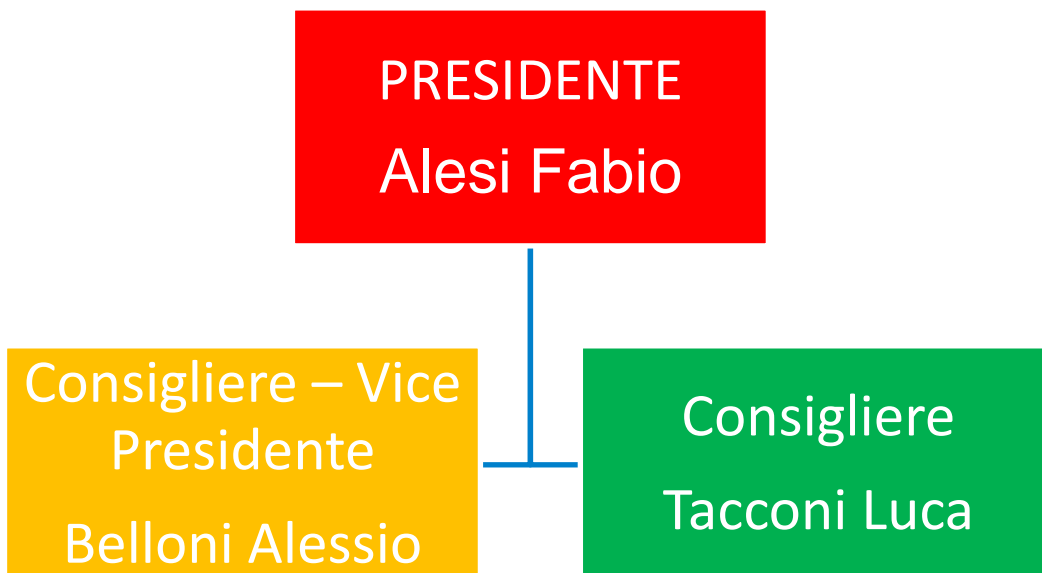 PRESIDENTE
Alesi Fabio
Consigliere – Vice
Presidente
Belloni Alessio
Consigliere
Tacconi Luca